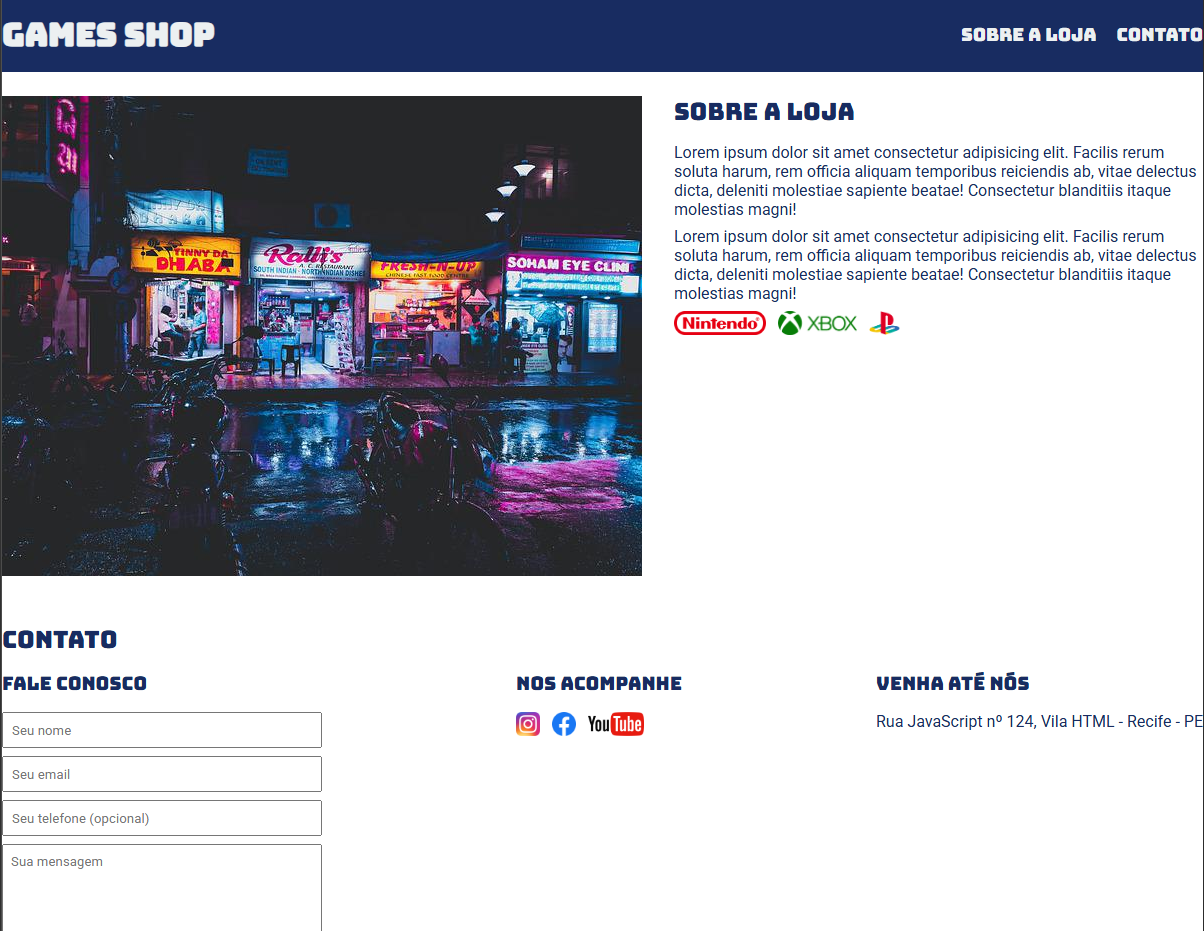 GAMES SHOP
SOBRE A LOJA
CONTATO
TINNY DA
DHABA
Ralli's
A. C. RESTAURANT
SOUTH INDIAN - NORTH INDIAN DISHES
FRESH-N-UP
CHINESE FAST FOOD CENTRE
SOHAM EYE CLINI
SOBRE A LOJA
Lorem ipsum dolor sit amet consectetur adipisicing elit. Facilis rerum
soluta harum, rem officia aliquam temporibus reiciendis ab, vitae delectus
dicta, deleniti molestiae sapiente beatae! Consectetur blanditiis itaque
molestias magni!
Lorem ipsum dolor sit amet consectetur adipisicing elit. Facilis rerum
soluta harum, rem officia aliquam temporibus reiciendis ab, vitae delectus
dicta, deleniti molestiae sapiente beatae! Consectetur blanditiis itaque
molestias magni!
Nintendo
XBOX
CONTATO
FALE CONOSCO
Seu nome
Seu email
Seu telefone (opcional)
Sua mensagem
NOS ACOMPANHE
YouTube
VENHA ATÉ NÓS
Rua JavaScript nº 124, Vila HTML - Recife - PE